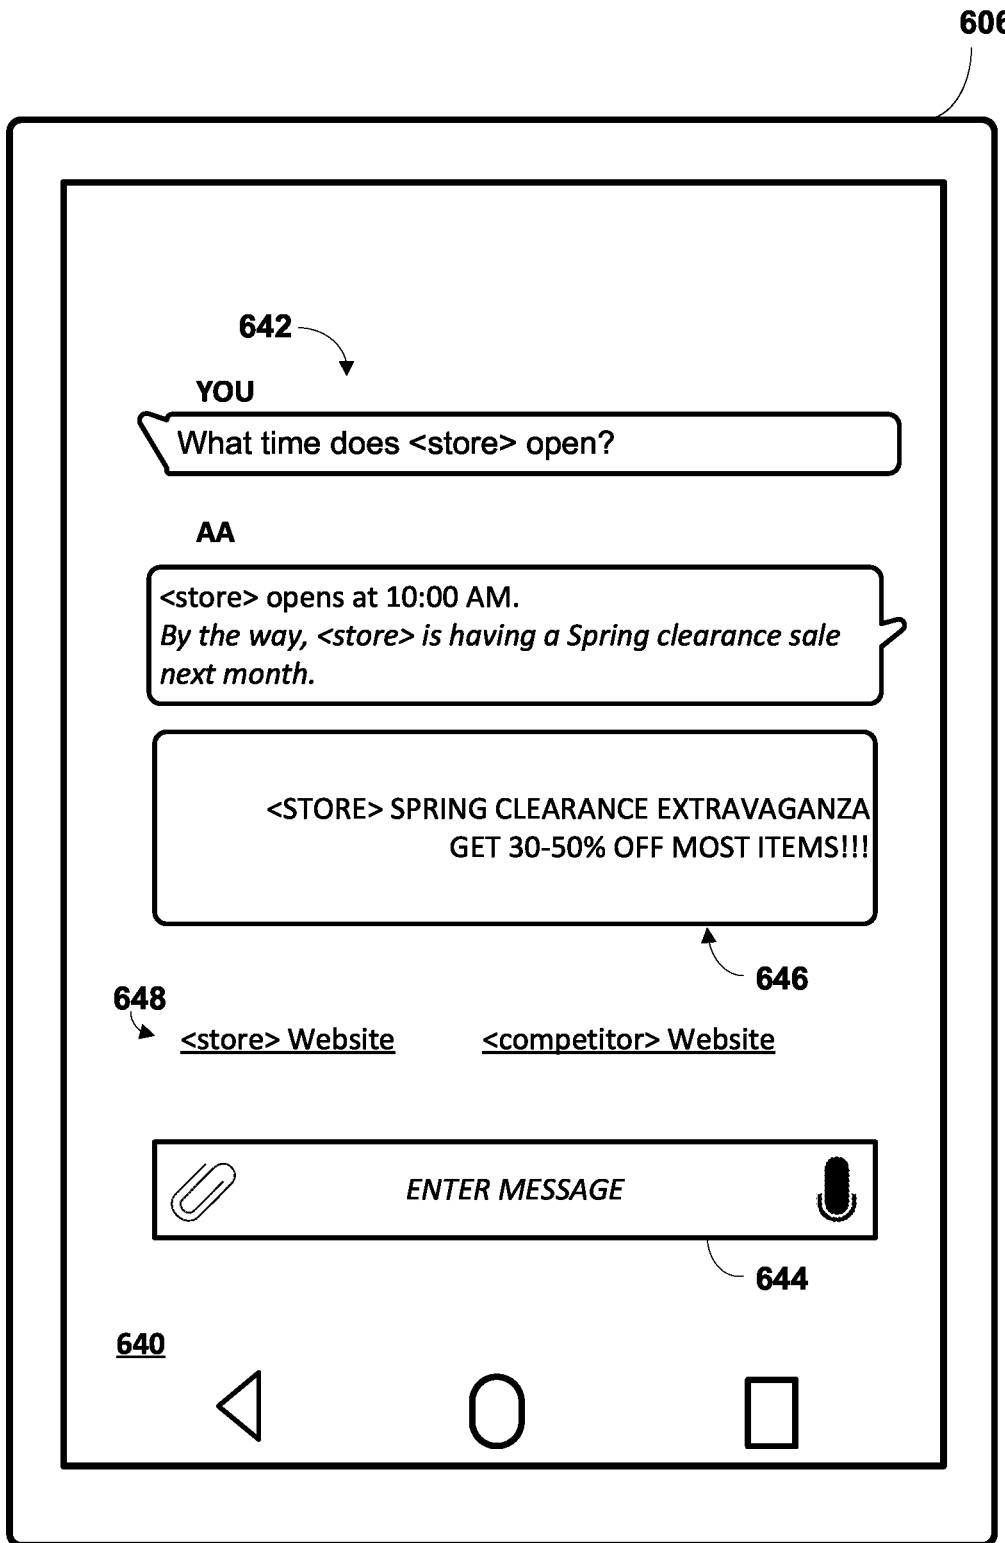 606
642
YOU
What time does <store> open?
AA
<store> opens at 10:00 AM.
By the way, <store> is having a Spring clearance sale
next month.
<STORE> SPRING CLEARANCE EXTRAVAGANZA
GET 30-50% OFF MOST ITEMS!!!
646
648
<store> Website <competitor> Website
ENTER MESSAGE
644
640